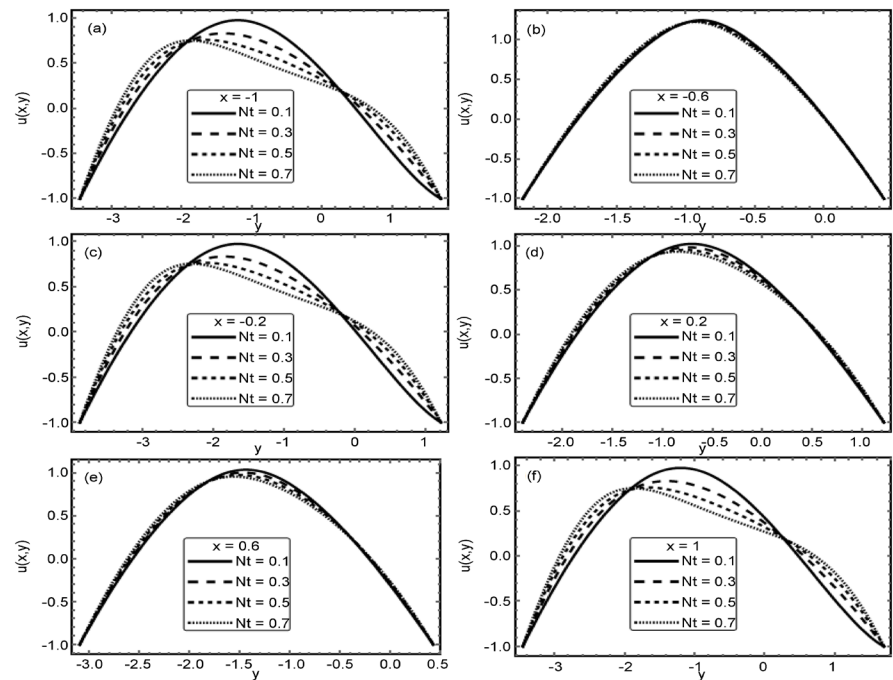 (a)
x = -1
Nt = 0.1
Nt = 0.3
Nt = 0.5
Nt = 0.7
u(x,y)
1.0
0.5
0.0
-0.5
-1.0
-3 -2 -1 0 1
y
(b)
x = -0.6
Nt = 0.1
Nt = 0.3
Nt = 0.5
Nt = 0.7
u(x,y)
1.0
0.5
0.0
-0.5
-1.0
-2.0 -1.5 -1.0 -0.5 0.0
y
(c)
x = -0.2
Nt = 0.1
Nt = 0.3
Nt = 0.5
Nt = 0.7
u(x,y)
1.0
0.5
0.0
-0.5
-1.0
-3 -2 -1 0 1
y
(d)
x = 0.2
Nt = 0.1
Nt = 0.3
Nt = 0.5
Nt = 0.7
u(x,y)
1.0
0.5
0.0
-0.5
-1.0
-2.0 -1.5 -1.0 -0.5 0.0 0.5 1.0
y
(e)
x = 0.6
Nt = 0.1
Nt = 0.3
Nt = 0.5
Nt = 0.7
u(x,y)
1.0
0.5
0.0
-0.5
-1.0
-3.0 -2.5 -2.0 -1.5 -1.0 -0.5 0.0 0.5
y
(f)
x = 1
Nt = 0.1
Nt = 0.3
Nt = 0.5
Nt = 0.7
u(x,y)
1.0
0.5
0.0
-0.5
-1.0
-3 -2 -1 0 1
y